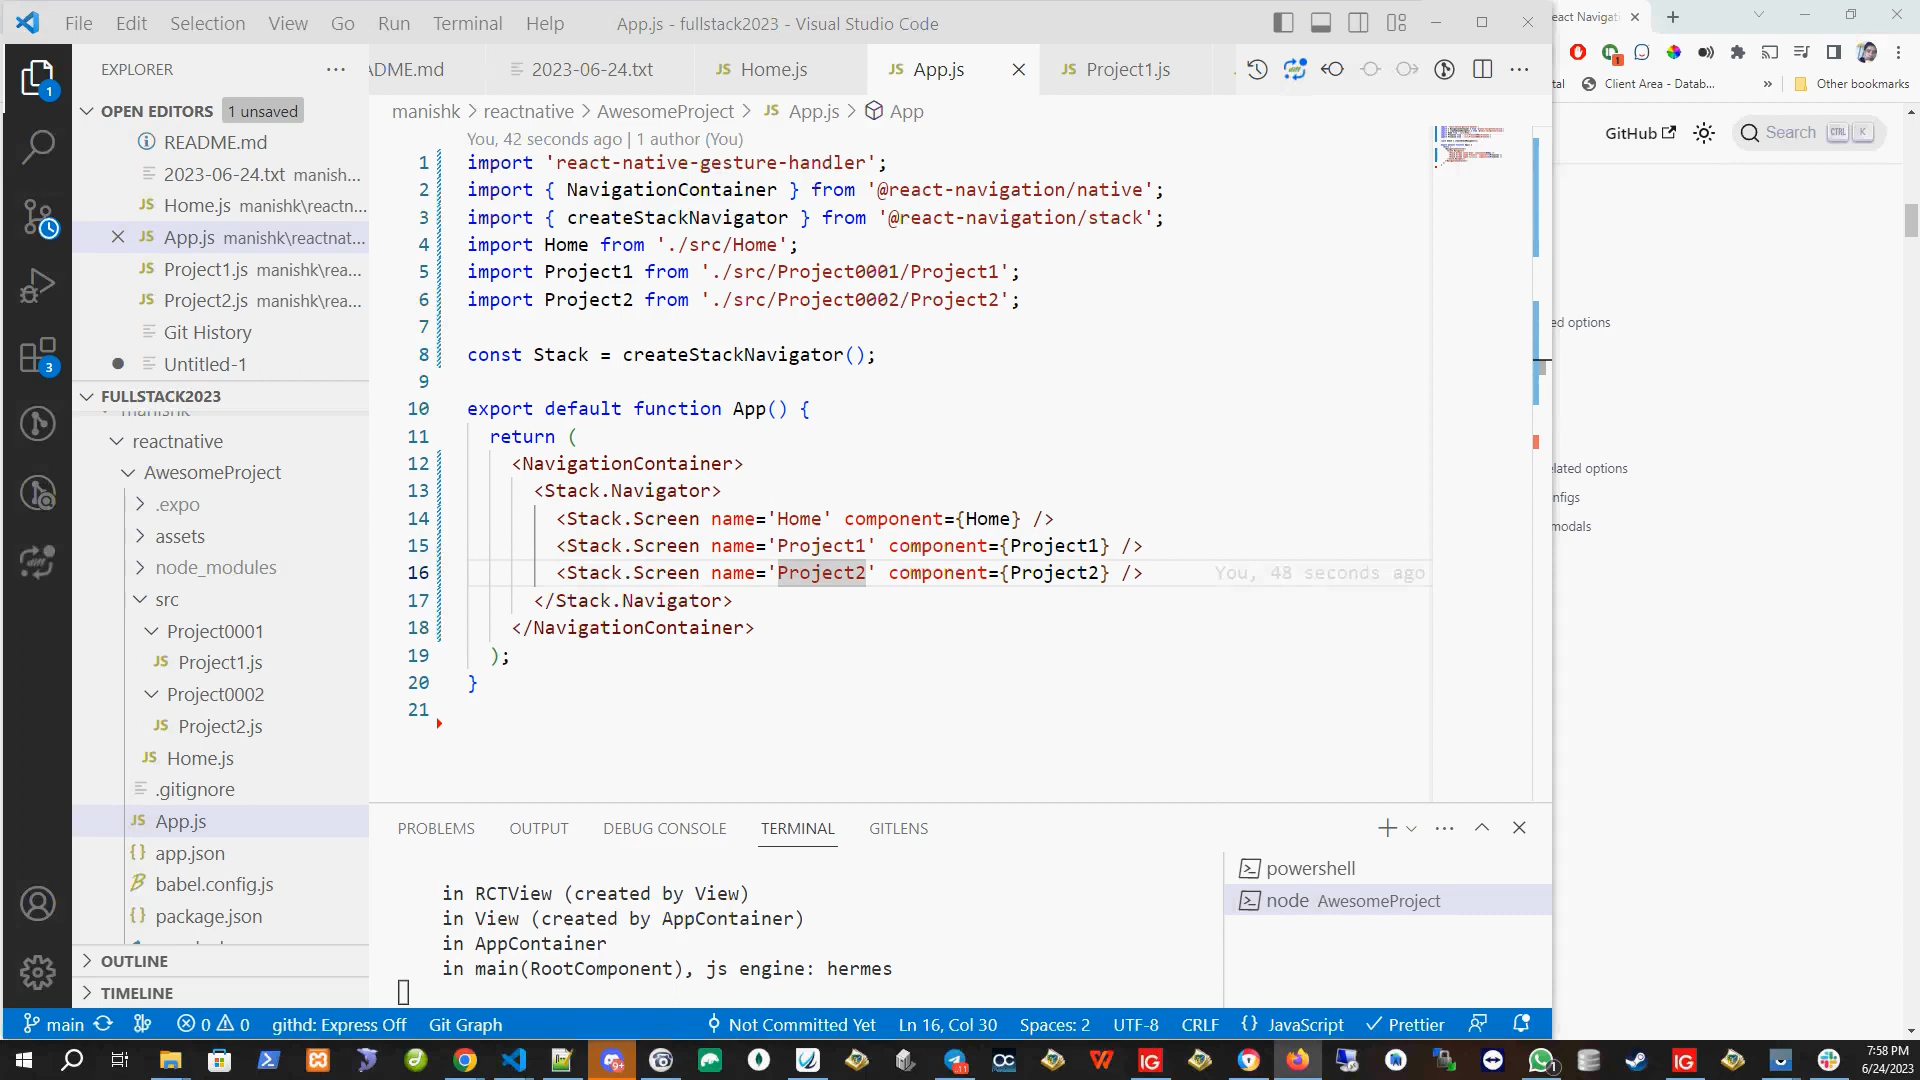 File Edit Selection View Go Run Terminal Help App.js - fullstack2023 - Visual Studio Code
EXPLORER
OPEN EDITORS 1 unsaved
README.md
2023-06-24.txt manish...
Home.js manishk\reactn...
App.js manishk\reactnat...
Project1.js manishk\rea...
Project2.js manishk\rea...
Git History
Untitled-1
FULLSTACK2023
manishk
reactnative
AwesomeProject
.expo
assets
node_modules
src
Project0001
Project1.js
Project0002
Project2.js
Home.js
.gitignore
App.js
app.json
babel.config.js
package.json
OUTLINE
TIMELINE
1
3
DME.md 2023-06-24.txt Home.js App.js Project1.js
manishk > reactnative > AwesomeProject > JS App.js > App
You, 42 seconds ago | 1 author (You)
1 import 'react-native-gesture-handler';
2 import { NavigationContainer } from '@react-navigation/native';
3 import { createStackNavigator } from '@react-navigation/stack';
4 import Home from './src/Home';
5 import Project1 from './src/Project0001/Project1';
6 import Project2 from './src/Project0002/Project2';
7
8 const Stack = createStackNavigator();
9
10 export default function App() {
11 return (
12 <NavigationContainer>
13 <Stack.Navigator>
14 <Stack.Screen name='Home' component={Home} />
15 <Stack.Screen name='Project1' component={Project1} />
16 <Stack.Screen name='Project2' component={Project2} /> You, 48 seconds ago
17 </Stack.Navigator>
18 </NavigationContainer>
19 );
20 }
21
PROBLEMS OUTPUT DEBUG CONSOLE TERMINAL GITLENS
in RCTView (created by View)
in View (created by AppContainer)
in AppContainer
in main(RootComponent), js engine: hermes
powershell
node AwesomeProject
main 0 0 githd: Express Off Git Graph Not Committed Yet Ln 16, Col 30 Spaces: 2 UTF-8 CRLF {} JavaScript Prettier
eact Navigati
tal Client Area - Datab... » Other bookmarks
GitHub Search CTRL K
ed options
elated options
nfigs
modals
7:58 PM
6/24/2023